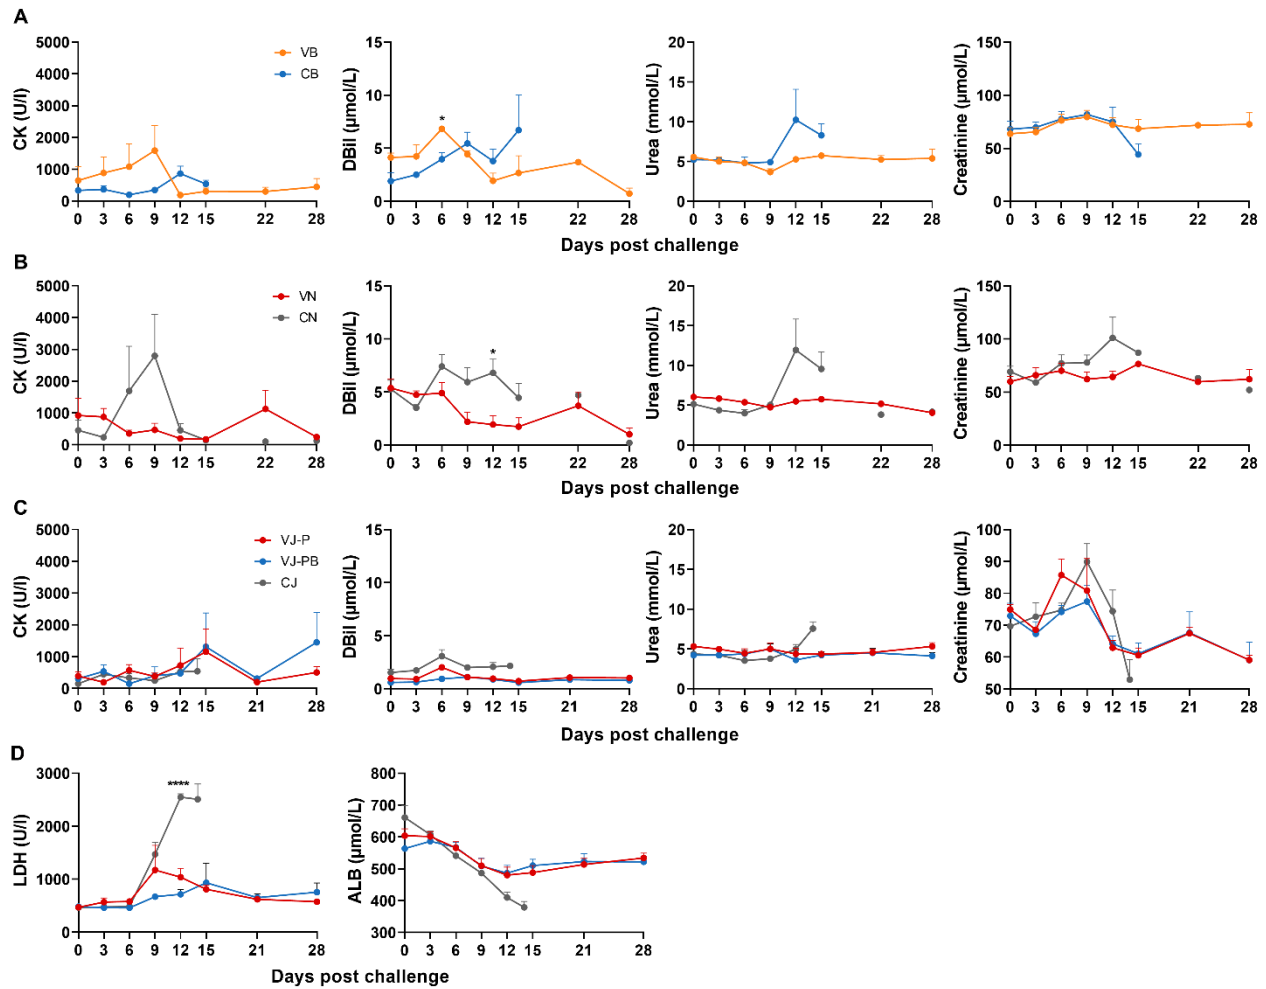 A
CK (U/l)
5000
4000
3000
2000
1000
0
0 3 6 9 12 15 22 28
VB
CB
DBil (µmol/L)
15
10
5
0
*
0 3 6 9 12 15 22 28
Urea (mmol/L)
20
15
10
5
0
0 3 6 9 12 15 22 28
Creatinine (µmol/L)
150
100
50
0
0 3 6 9 12 15 22 28
Days post challenge
B
CK (U/l)
5000
4000
3000
2000
1000
0
0 3 6 9 12 15 22 28
VN
CN
DBil (µmol/L)
15
10
5
0
*
0 3 6 9 12 15 22 28
Urea (mmol/L)
20
15
10
5
0
0 3 6 9 12 15 22 28
Creatinine (µmol/L)
150
100
50
0
0 3 6 9 12 15 22 28
Days post challenge
C
CK (U/l)
5000
4000
3000
2000
1000
0
0 3 6 9 12 15 21 28
VJ-P
VJ-PB
CJ
DBil (µmol/L)
15
10
5
0
0 3 6 9 12 15 21 28
Urea (mmol/L)
20
15
10
5
0
0 3 6 9 12 15 21 28
Creatinine (µmol/L)
100
90
80
70
60
50
0 3 6 9 12 15 21 28
Days post challenge
D
LDH (U/l)
3000
2000
1000
0
****
0 3 6 9 12 15 21 28
ALB (µmol/L)
800
700
600
500
400
300
0 3 6 9 12 15 21 28
Days post challenge